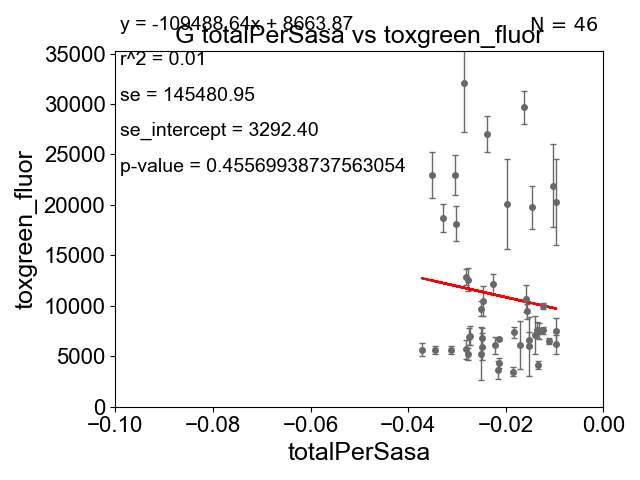 y = -109488.64x + 8663.87
N = 46
G totalPerSasa vs toxgreen_fluor
r^2 = 0.01
se = 145480.95
se_intercept = 3292.40
p-value = 0.45569938737563054
35000
30000
25000
20000
15000
10000
5000
0
toxgreen_fluor
−0.10
−0.08
−0.06
−0.04
−0.02
0.00
totalPerSasa